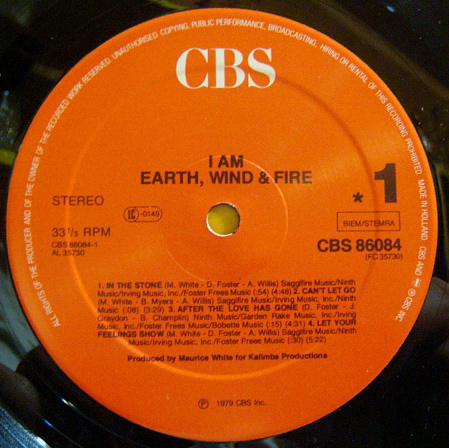 ALL RIGHTS OF THE PRODUCER AND OF THE OWNER OF THE RECORDED WORK RESERVED. UNAUTHORISED COPYING, PUBLIC PERFORMANCE, BROADCASTING, HIRING OR RENTAL OF THIS RECORDING PROHIBITED. MADE IN HOLLAND
CBS
I AM
EARTH, WIND & FIRE
STEREO
LC -0149
* 1
33⅓ RPM
BIEM/STEMRA
CBS 86084-1
AL 35730
CBS 86084
(FC 35730)
1. IN THE STONE (M. White - D. Foster - A. Willis) Saggifire Music/Ninth
Music/Irving Music, Inc./Foster Frees Music (:54) (4:48) 2. CAN'T LET GO
(M. White - B. Myers - A. Willis) Saggifire Music/Irving Music, Inc./Ninth
Music (:08) (3:29) 3. AFTER THE LOVE HAS GONE (D. Foster - J.
Graydon - B. Champlin) Ninth Music/Garden Rake Music, Inc./Irving
Music, Inc./Foster Frees Music/Bobette Music (:15) (4:31) 4. LET YOUR
FEELINGS SHOW (M. White - D. Foster - A. Willis) Saggifire Music/Ninth
Music/Irving Music, Inc./Foster Frees Music (:30) (5:22)
Produced by Maurice White for Kalimba Productions
℗ 1979 CBS Inc.